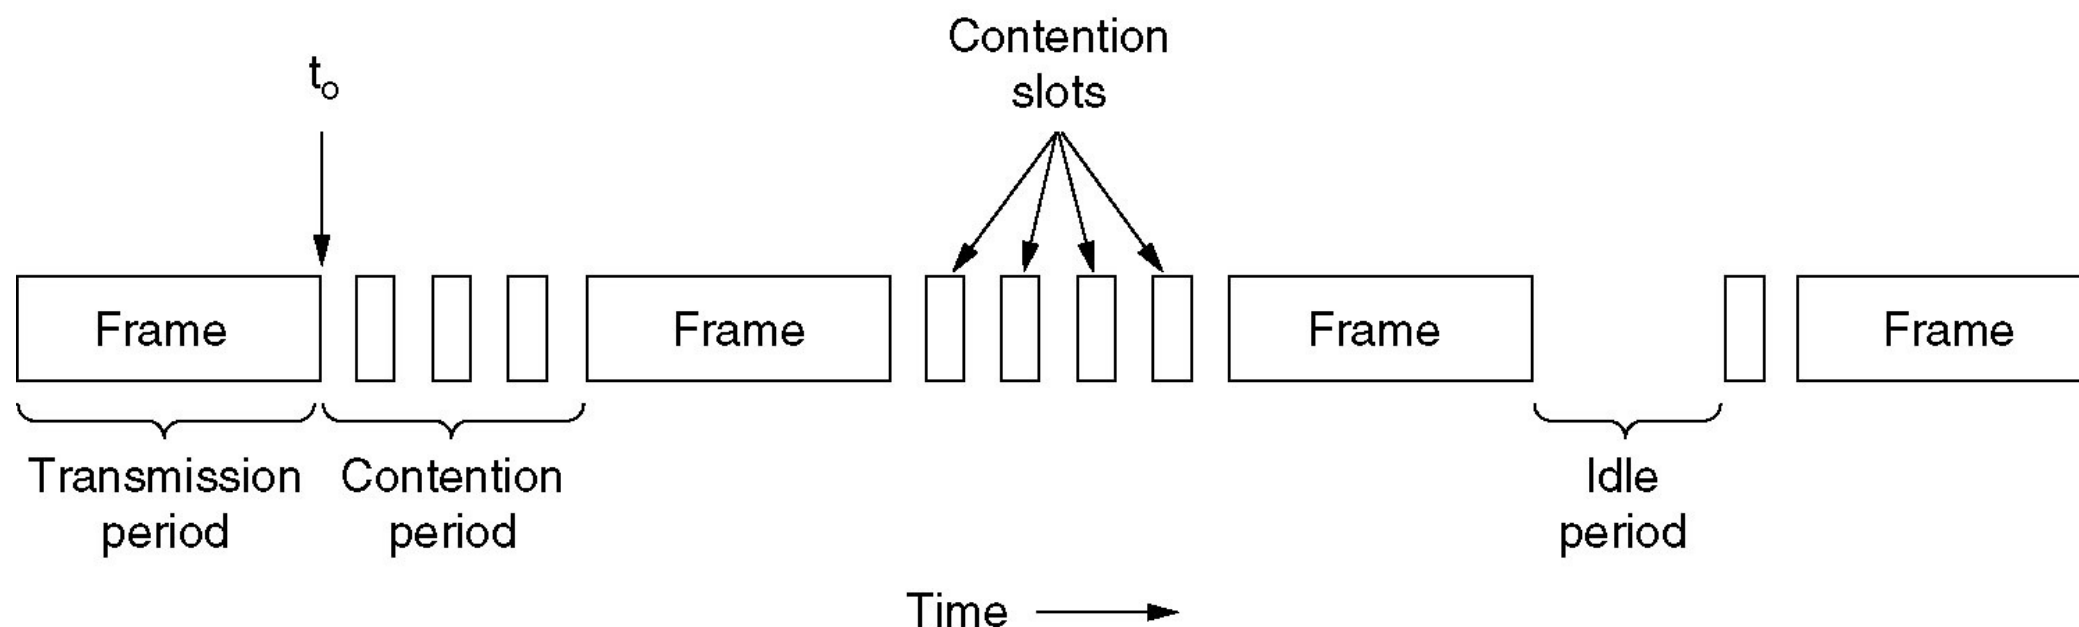 Contention
slots
t₀
Frame
Frame
Frame
Frame
Transmission
period
Contention
period
Idle
period
Time